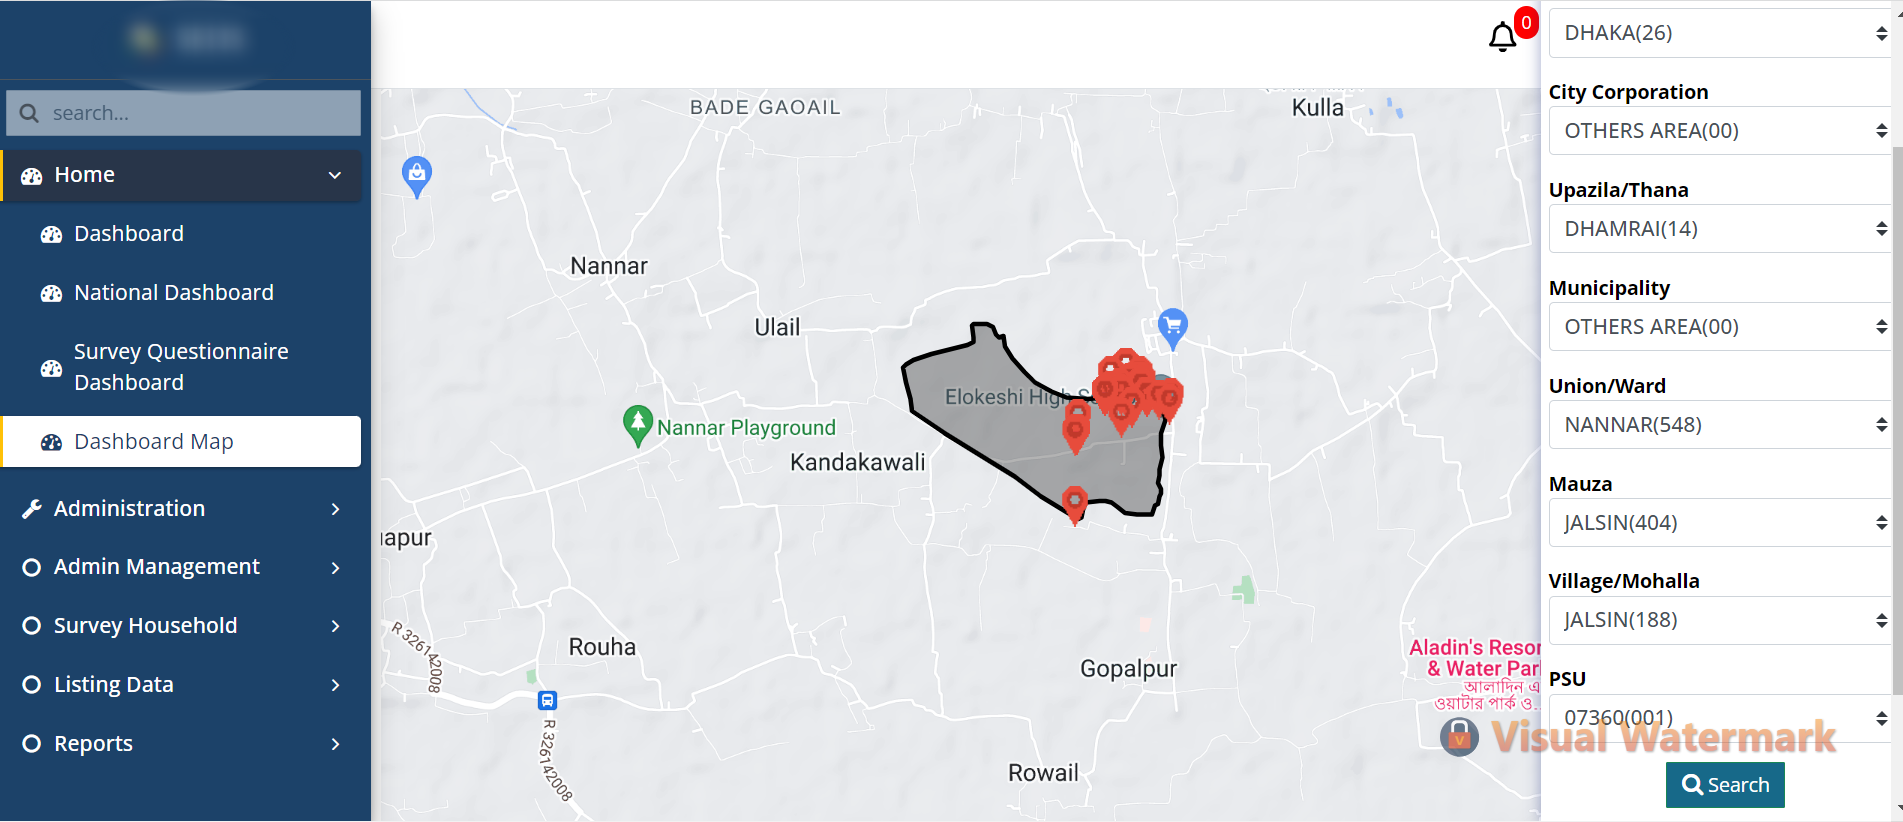 search...
Home
Dashboard
National Dashboard
Survey Questionnaire
Dashboard
Dashboard Map
Administration
Admin Management
Survey Household
Listing Data
Reports
0
BADE GAOAIL
Kulla
Nannar
Ulail
Elokeshi High
Nannar Playground
Kandakawali
apur
Rouha
R 326142008
R 326142008
Gopalpur
Rowail
Aladin's Resor
& Water Par
আলাদিন এ
ওয়াটার পার্ক ও..
DHAKA(26)
City Corporation
OTHERS AREA(00)
Upazila/Thana
DHAMRAI(14)
Municipality
OTHERS AREA(00)
Union/Ward
NANNAR(548)
Mauza
JALSIN(404)
Village/Mohalla
JALSIN(188)
PSU
07360(001)
Visual Watermark
Search